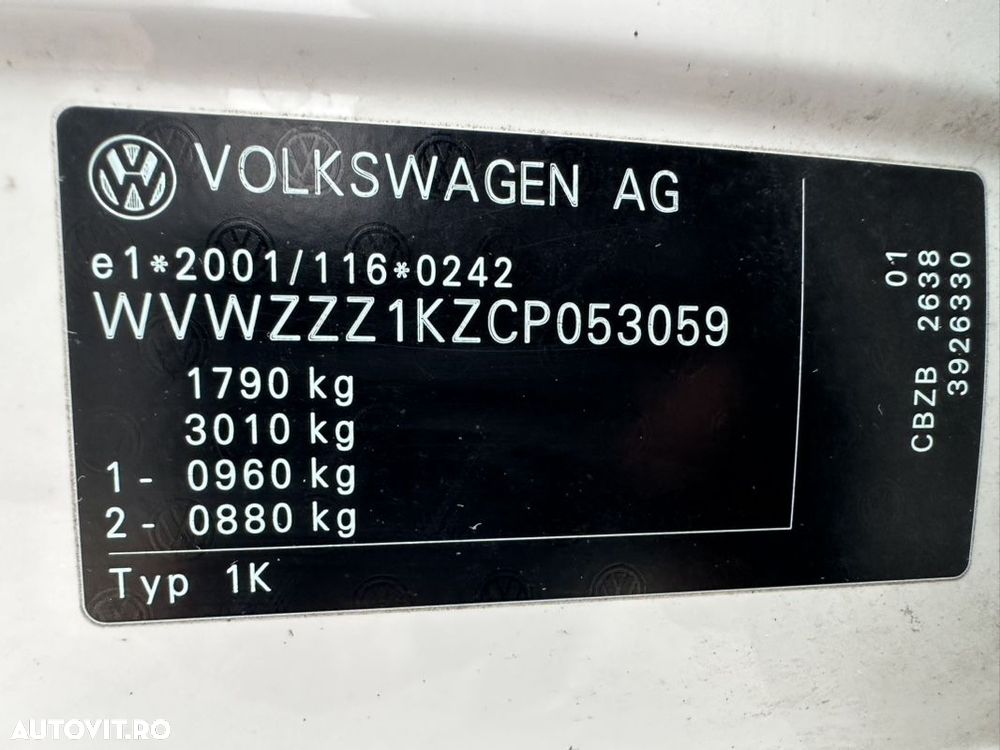 VOLKSWAGEN AG
e1*2001/116*0242
WVWZZZ1KZCP053059
1790 kg
3010 kg
1- 0960 kg
2- 0880 kg
Typ 1K
01
CBZB 2638
3926330
AUTOVIT.RO